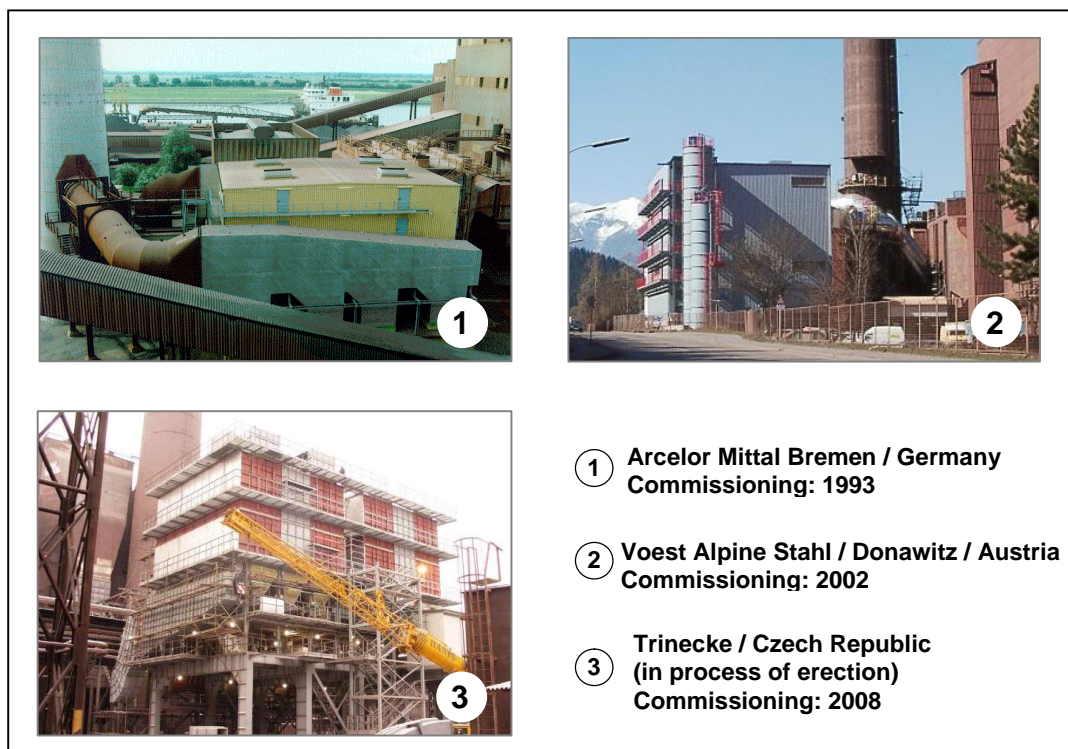 1
2
3
1 Arcelor Mittal Bremen / Germany
Commissioning: 1993
2 Voest Alpine Stahl / Donawitz / Austria
Commissioning: 2002
3 Trinecke / Czech Republic
(in process of erection)
Commissioning: 2008